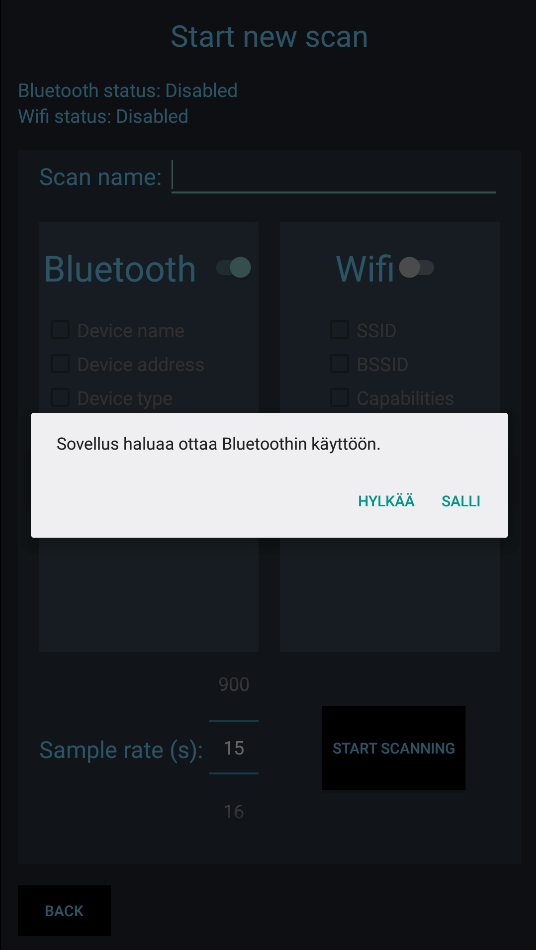 Start new scan
Bluetooth status: Disabled
Wifi status: Disabled
Scan name:
Bluetooth
Wifi
Device name
SSID
Device address
BSSID
Device type
Capabilities
Sovellus haluaa ottaa Bluetoothin käyttöön.
HYLKÄÄ SALLI
900
Sample rate (s): 15
START SCANNING
16
BACK